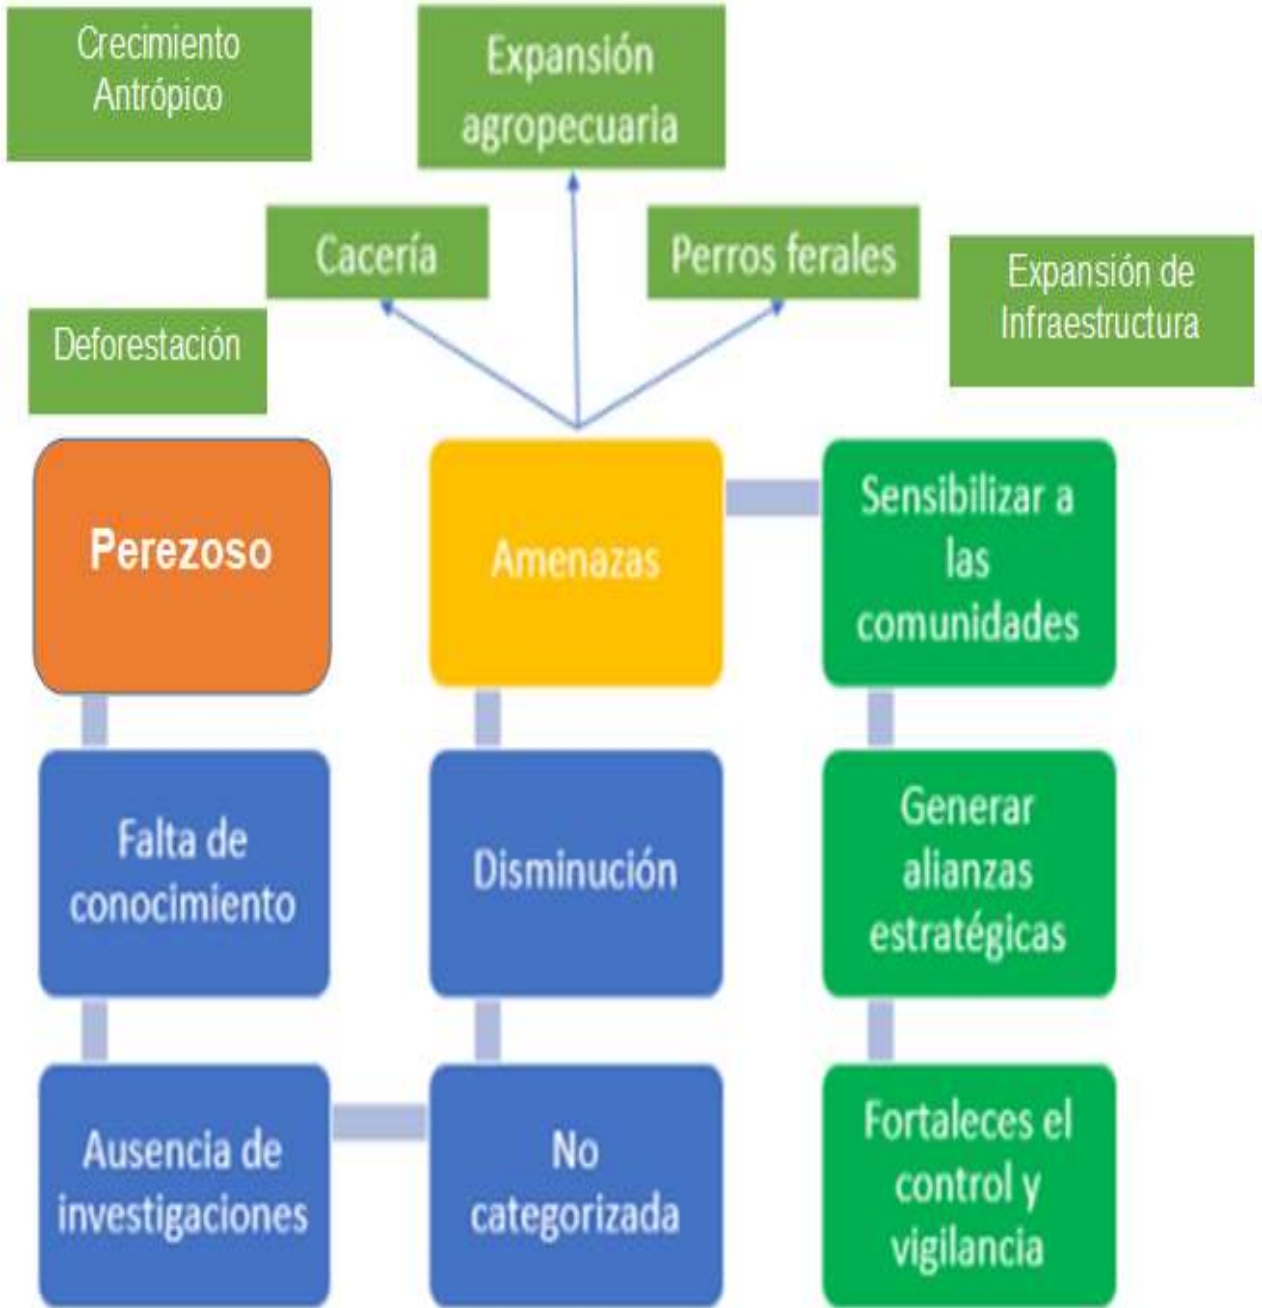 Crecimiento
Antrópico
Expansión
agropecuaria
Cacería
Perros ferales
Expansión de
Infraestructura
Deforestación
Perezoso
Amenazas
Sensibilizar a
las
comunidades
Falta de
conocimiento
Disminución
Generar
alianzas
estratégicas
Ausencia de
investigaciones
No
categorizada
Fortaleces el
control y
vigilancia